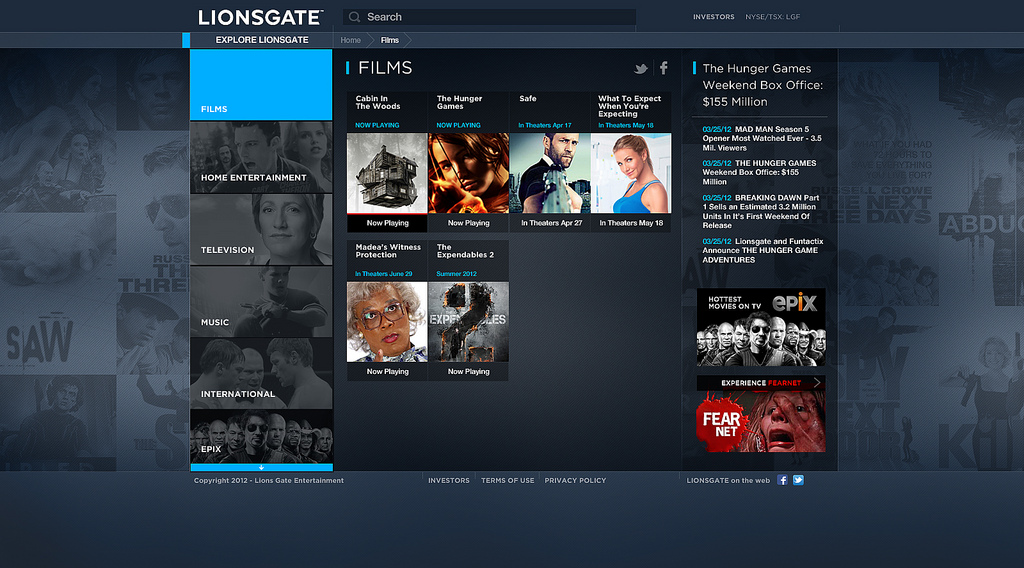 LIONSGATE
Search
INVESTORS NYSE/TSX: LGF
EXPLORE LIONSGATE
Home Films
FILMS
HOME ENTERTAINMENT
TELEVISION
MUSIC
INTERNATIONAL
EPIX
FILMS
Cabin In
The Woods
NOW PLAYING
Now Playing
The Hunger
Games
NOW PLAYING
Now Playing
Safe
In Theaters Apr 17
In Theaters Apr 27
What To Expect
When You're
Expecting
In Theaters May 18
In Theaters May 18
Madea's Witness
Protection
In Theaters June 29
Now Playing
The
Expendables 2
Summer 2012
EXPENDABLES
Now Playing
The Hunger Games
Weekend Box Office:
$155 Million
03/25/12 MAD MAN Season 5
Opener Most Watched Ever - 3.5
Mil. Viewers
03/25/12 THE HUNGER GAMES
Weekend Box Office: $155
Million
03/25/12 BREAKING DAWN Part
1 Sells an Estimated 3.2 Million
Units In It's First Weekend Of
Release
03/25/12 Lionsgate and Funtactix
Announce THE HUNGER GAME
ADVENTURES
HOTTEST
MOVIES ON TV
epix
EXPERIENCE FEARNET
FEAR
NET
SAW
RUSS
THREE
RUSSELL CROWE
ABDUC
Copyright 2012 - Lions Gate Entertainment
INVESTORS TERMS OF USE PRIVACY POLICY
LIONSGATE on the web